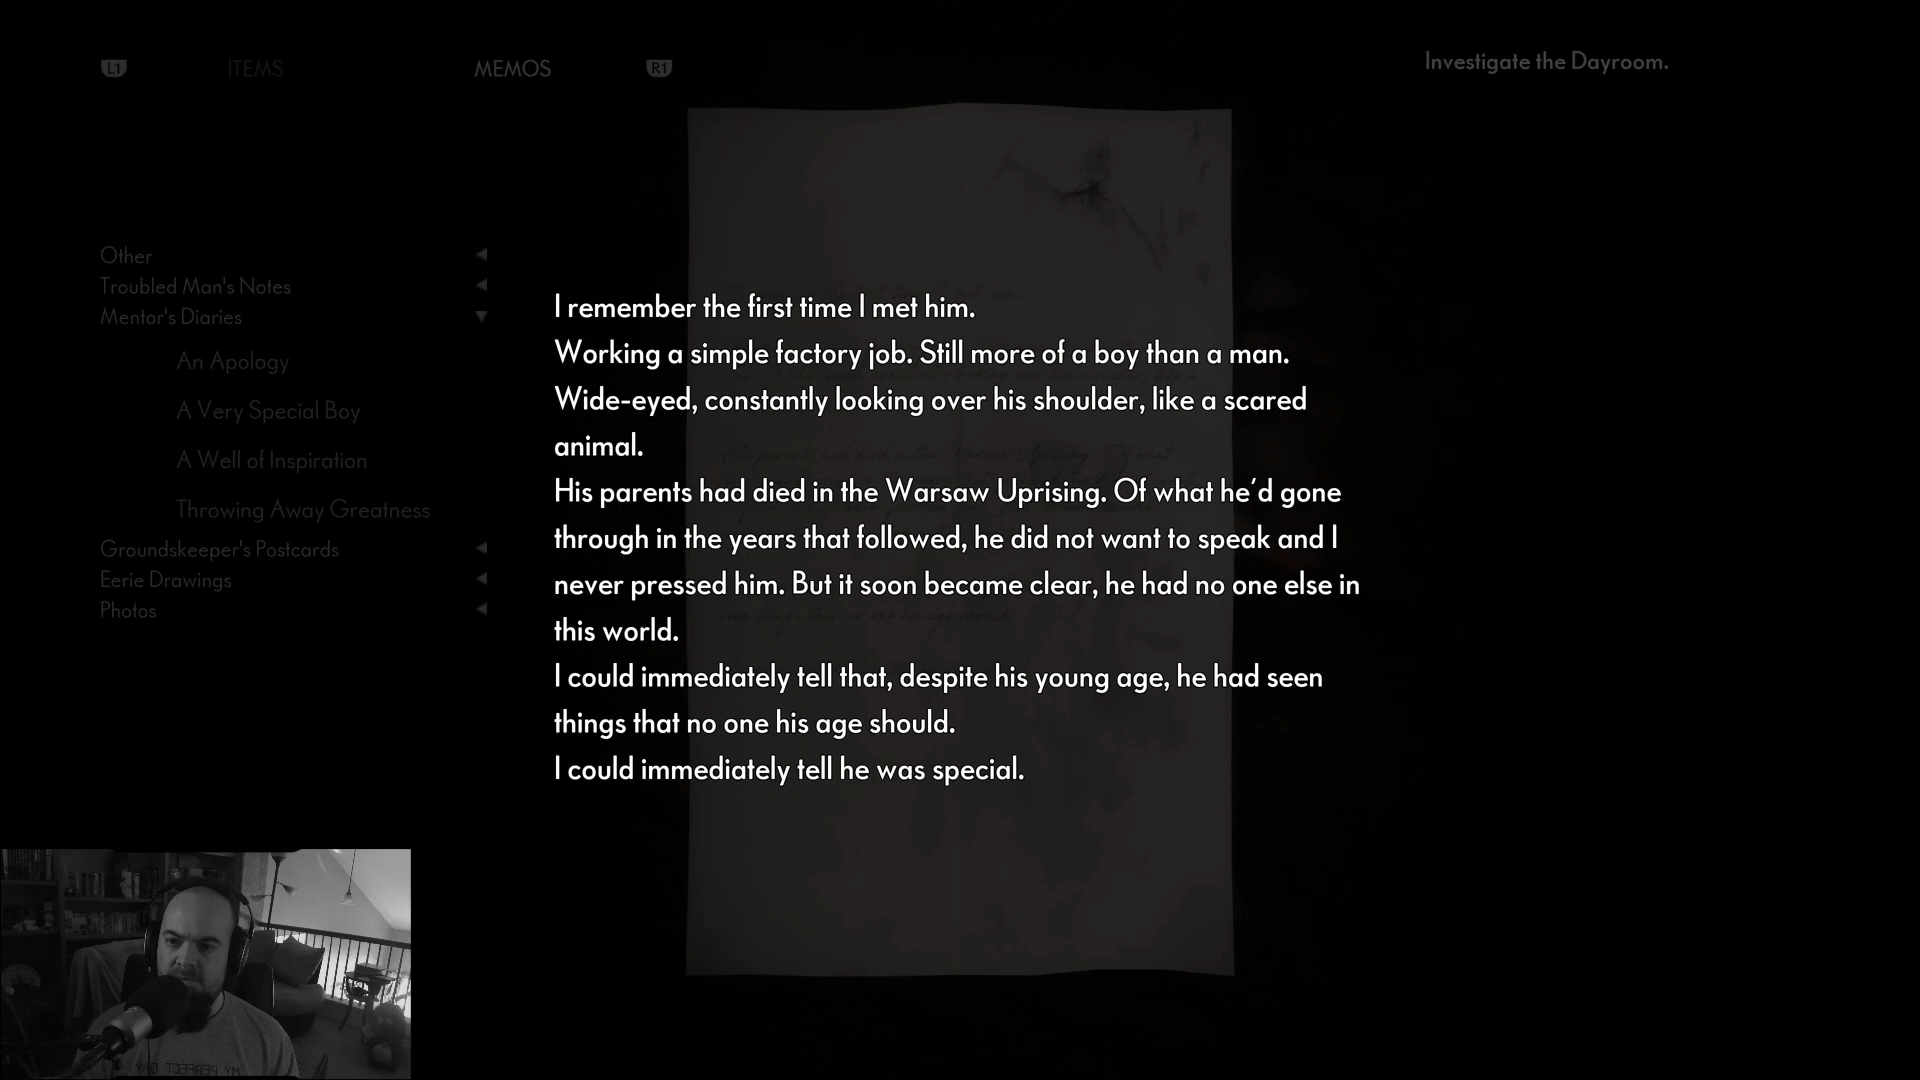 L1 ITEMS MEMOS R1
Investigate the Dayroom.
Other
Troubled Man's Notes
Mentor's Diaries
An Apology
A Very Special Boy
A Well of Inspiration
Throwing Away Greatness
Groundskeeper's Postcards
Eerie Drawings
Photos
I remember the first time I met him.
Working a simple factory job. Still more of a boy than a man.
Wide-eyed, constantly looking over his shoulder, like a scared
animal.
His parents had died in the Warsaw Uprising. Of what he'd gone
through in the years that followed, he did not want to speak and I
never pressed him. But it soon became clear, he had no one else in
this world.
I could immediately tell that, despite his young age, he had seen
things that no one his age should.
I could immediately tell he was special.
MY PERFECT DAY